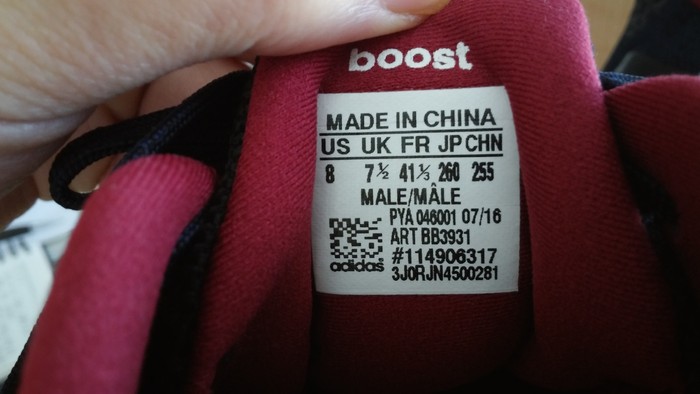 boost
MADE IN CHINA
US UK FR JP CHN
8 7½ 41⅓ 260 255
MALE/MÂLE
PYA 046001 07/16
ART BB3931
#114906317
3J0RJN4500281
adidas